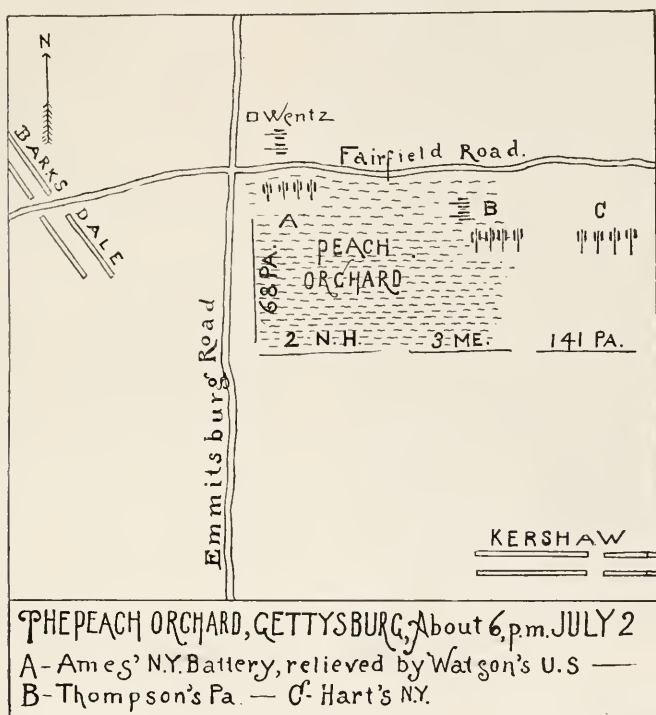 N
BARKS
DALE
Wentz
Fairfield Road.
A
B
C
PEACH
ORCHARD
68 PA.
2 N.H.
3 ME.
141 PA.
Emmitsburg Road
KERSHAW
THE PEACH ORCHARD, GETTYSBURG, About 6, p.m. JULY 2
A- Ames' N.Y. Battery, relieved by Watson's U.S —
B- Thompson's Pa. — C- Hart's N.Y.